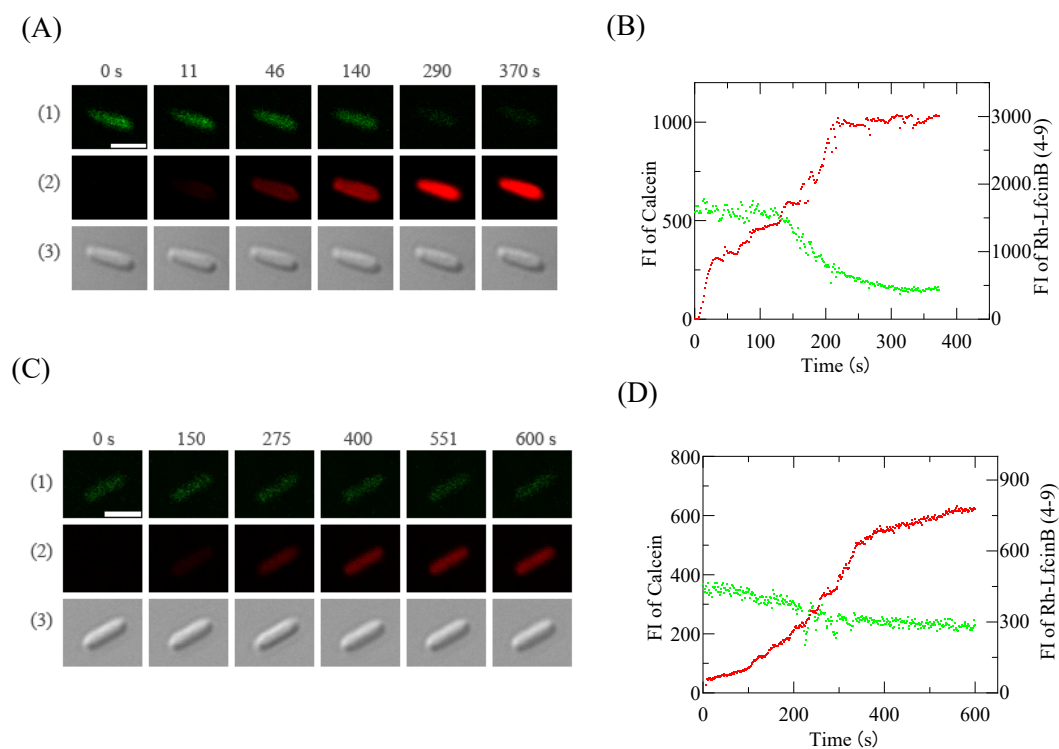 (A)
0 s 11 46 140 290 370 s
(1)
(2)
(3)
(B)
FI of Calcein
1000
500
0
FI of Rh-LfcinB (4-9)
3000
2000
1000
0
0 100 200 300 400
Time (s)
(C)
0 s 150 275 400 551 600 s
(1)
(2)
(3)
(D)
FI of Calcein
800
600
400
200
0
FI of Rh-LfcinB (4-9)
900
600
300
0
0 200 400 600
Time (s)